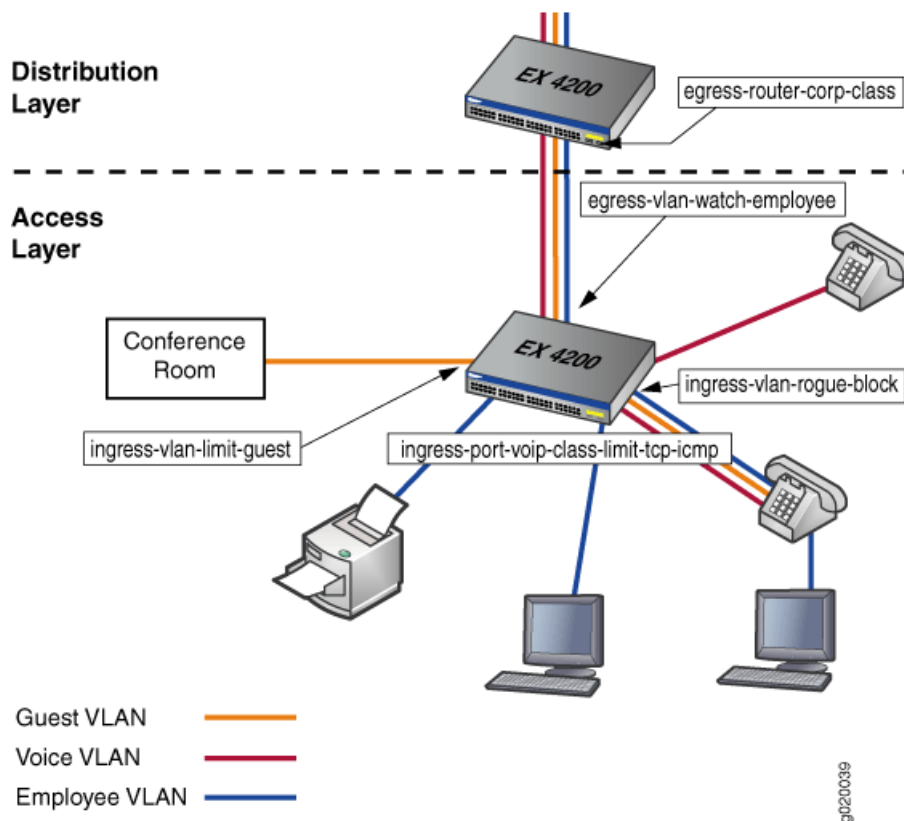 Distribution
Layer
EX 4200
egress-router-corp-class
egress-vlan-watch-employee
Access
Layer
Conference
Room
EX 4200
ingress-vlan-rogue-block
ingress-vlan-limit-guest
ingress-port-voip-class-limit-tcp-icmp
Guest VLAN
Voice VLAN
Employee VLAN
g020039